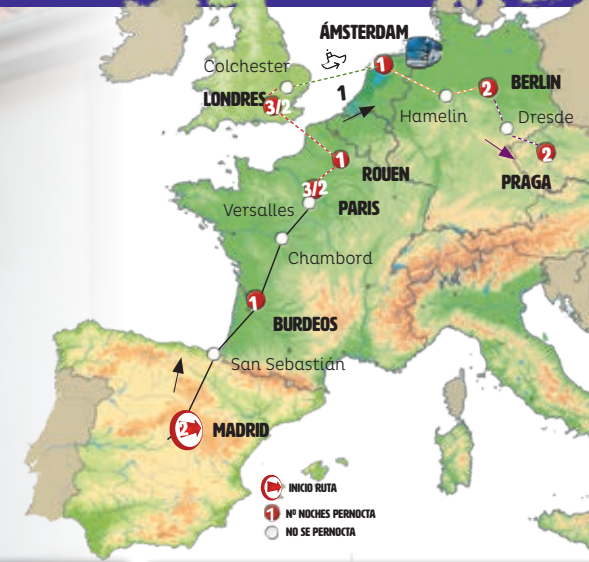 ÁMSTERDAM
1
Colchester
BERLIN
2
LONDRES
3/2
1
Hamelin
Dresde
1
ROUEN
2
PRAGA
3/2
Versalles
PARIS
Chambord
1
BURDEOS
San Sebastián
2
2
MADRID
INICIO RUTA
1 Nº NOCHES PERNOCTA
NO SE PERNOCTA